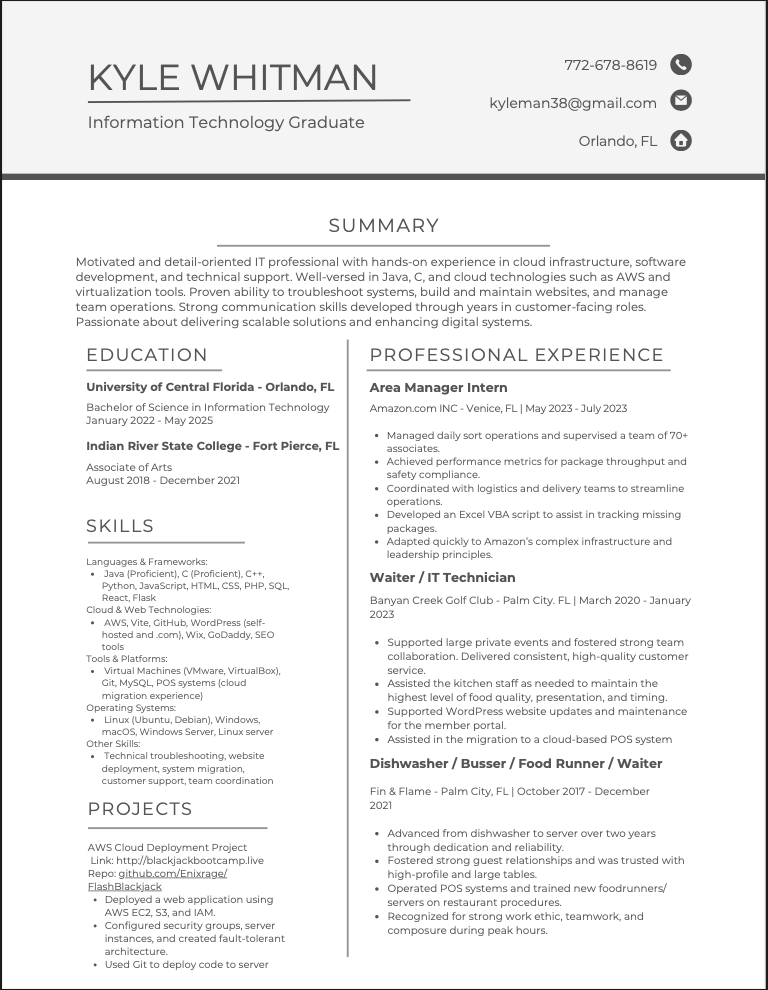 KYLE WHITMAN
Information Technology Graduate
772-678-8619
kyleman38@gmail.com
Orlando, FL
SUMMARY
Motivated and detail-oriented IT professional with hands-on experience in cloud infrastructure, software
development, and technical support. Well-versed in Java, C, and cloud technologies such as AWS and
virtualization tools. Proven ability to troubleshoot systems, build and maintain websites, and manage
team operations. Strong communication skills developed through years in customer-facing roles.
Passionate about delivering scalable solutions and enhancing digital systems.
EDUCATION
University of Central Florida - Orlando, FL
Bachelor of Science in Information Technology
January 2022 - May 2025
Indian River State College - Fort Pierce, FL
Associate of Arts
August 2018 - December 2021
SKILLS
Languages & Frameworks:
• Java (Proficient), C (Proficient), C++,
Python, JavaScript, HTML, CSS, PHP, SQL,
React, Flask
Cloud & Web Technologies:
• AWS, Vite, GitHub, WordPress (self-
hosted and .com), Wix, GoDaddy, SEO
tools
Tools & Platforms:
• Virtual Machines (VMware, VirtualBox),
Git, MySQL, POS systems (cloud
migration experience)
Operating Systems:
• Linux (Ubuntu, Debian), Windows,
macOS, Windows Server, Linux server
Other Skills:
• Technical troubleshooting, website
deployment, system migration,
customer support, team coordination
PROJECTS
AWS Cloud Deployment Project
Link: http://blackjackbootcamp.live
Repo: github.com/Enixrage/
FlashBlackjack
• Deployed a web application using
AWS EC2, S3, and IAM.
• Configured security groups, server
instances, and created fault-tolerant
architecture.
• Used Git to deploy code to server
PROFESSIONAL EXPERIENCE
Area Manager Intern
Amazon.com INC - Venice, FL | May 2023 - July 2023
• Managed daily sort operations and supervised a team of 70+
associates.
• Achieved performance metrics for package throughput and
safety compliance.
• Coordinated with logistics and delivery teams to streamline
operations.
• Developed an Excel VBA script to assist in tracking missing
packages.
• Adapted quickly to Amazon's complex infrastructure and
leadership principles.
Waiter / IT Technician
Banyan Creek Golf Club - Palm City. FL | March 2020 - January
2023
• Supported large private events and fostered strong team
collaboration. Delivered consistent, high-quality customer
service.
• Assisted the kitchen staff as needed to maintain the
highest level of food quality, presentation, and timing.
• Supported WordPress website updates and maintenance
for the member portal.
• Assisted in the migration to a cloud-based POS system
Dishwasher / Busser / Food Runner / Waiter
Fin & Flame - Palm City, FL | October 2017 - December
2021
• Advanced from dishwasher to server over two years
through dedication and reliability.
• Fostered strong guest relationships and was trusted with
high-profile and large tables.
• Operated POS systems and trained new foodrunners/
servers on restaurant procedures.
• Recognized for strong work ethic, teamwork, and
composure during peak hours.